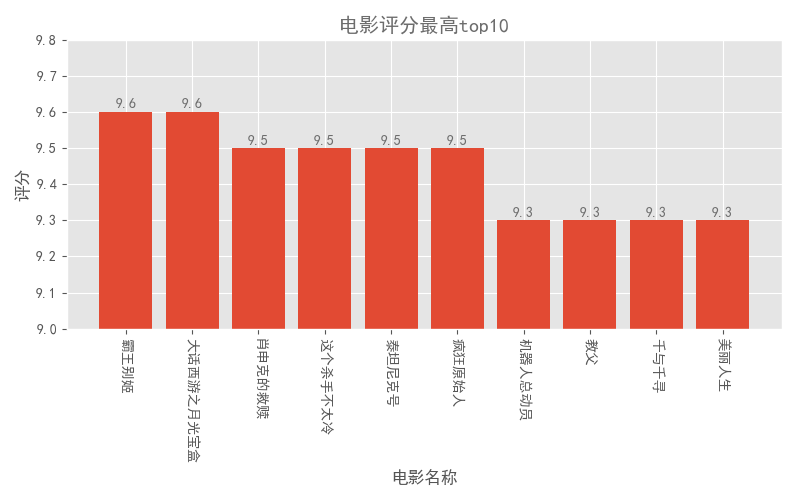 电影评分最高top10
评分
9.8
9.7
9.6
9.5
9.4
9.3
9.2
9.1
9.0
9.6
9.6
9.5
9.5
9.5
9.5
9.3
9.3
9.3
9.3
霸王别姬
大话西游之月光宝盒
肖申克的救赎
这个杀手不太冷
泰坦尼克号
疯狂原始人
机器人总动员
教父
千与千寻
美丽人生
电影名称